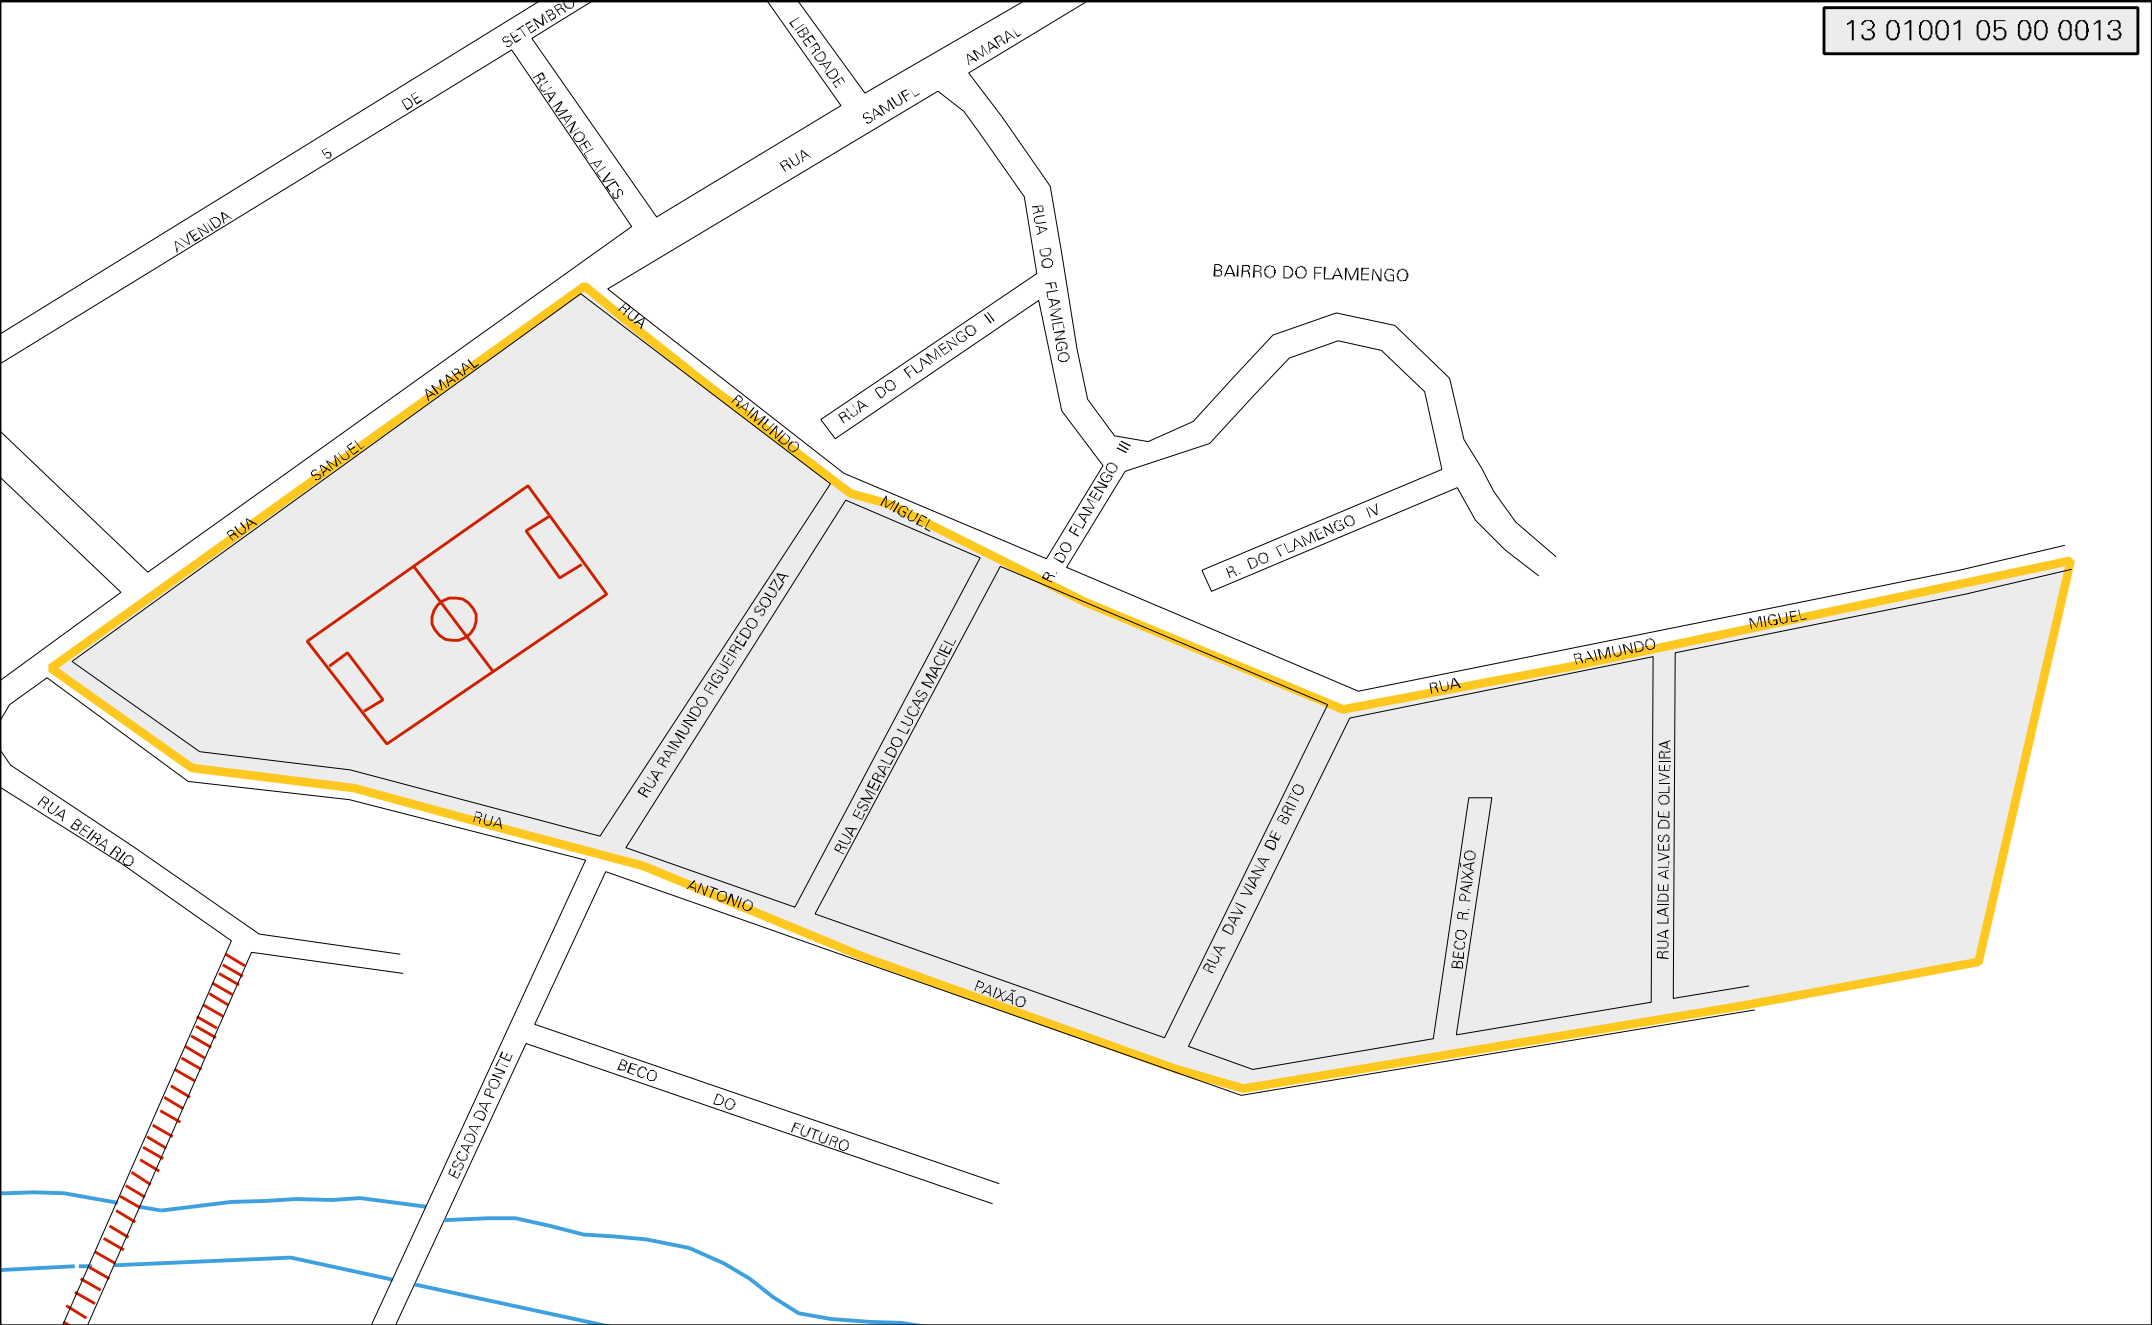 13 01001 05 00 0013
AVENIDA 5 DE SETEMBRO
RUA MANOEL ALVES
LIBERDADE
RUA SAMUEL AMARAL
RUA DO FLAMENGO
BAIRRO DO FLAMENGO
RUA DO FLAMENGO II
R. DO FLAMENGO III
R. DO FLAMENGO IV
RUA SAMUEL AMARAL
RUA RAIMUNDO MIGUEL
RUA RAIMUNDO MIGUEL
RUA RAIMUNDO FIGUEIREDO SOUZA
RUA ESMERALDO LUCAS MACIEL
RUA DAVI VIANA DE BRITO
BECO R. PAIXÃO
RUA LAIDE ALVES DE OLIVEIRA
RUA ANTONIO PAIXÃO
RUA BEIRA RIO
ESCADA DA PONTE
BECO DO FUTURO